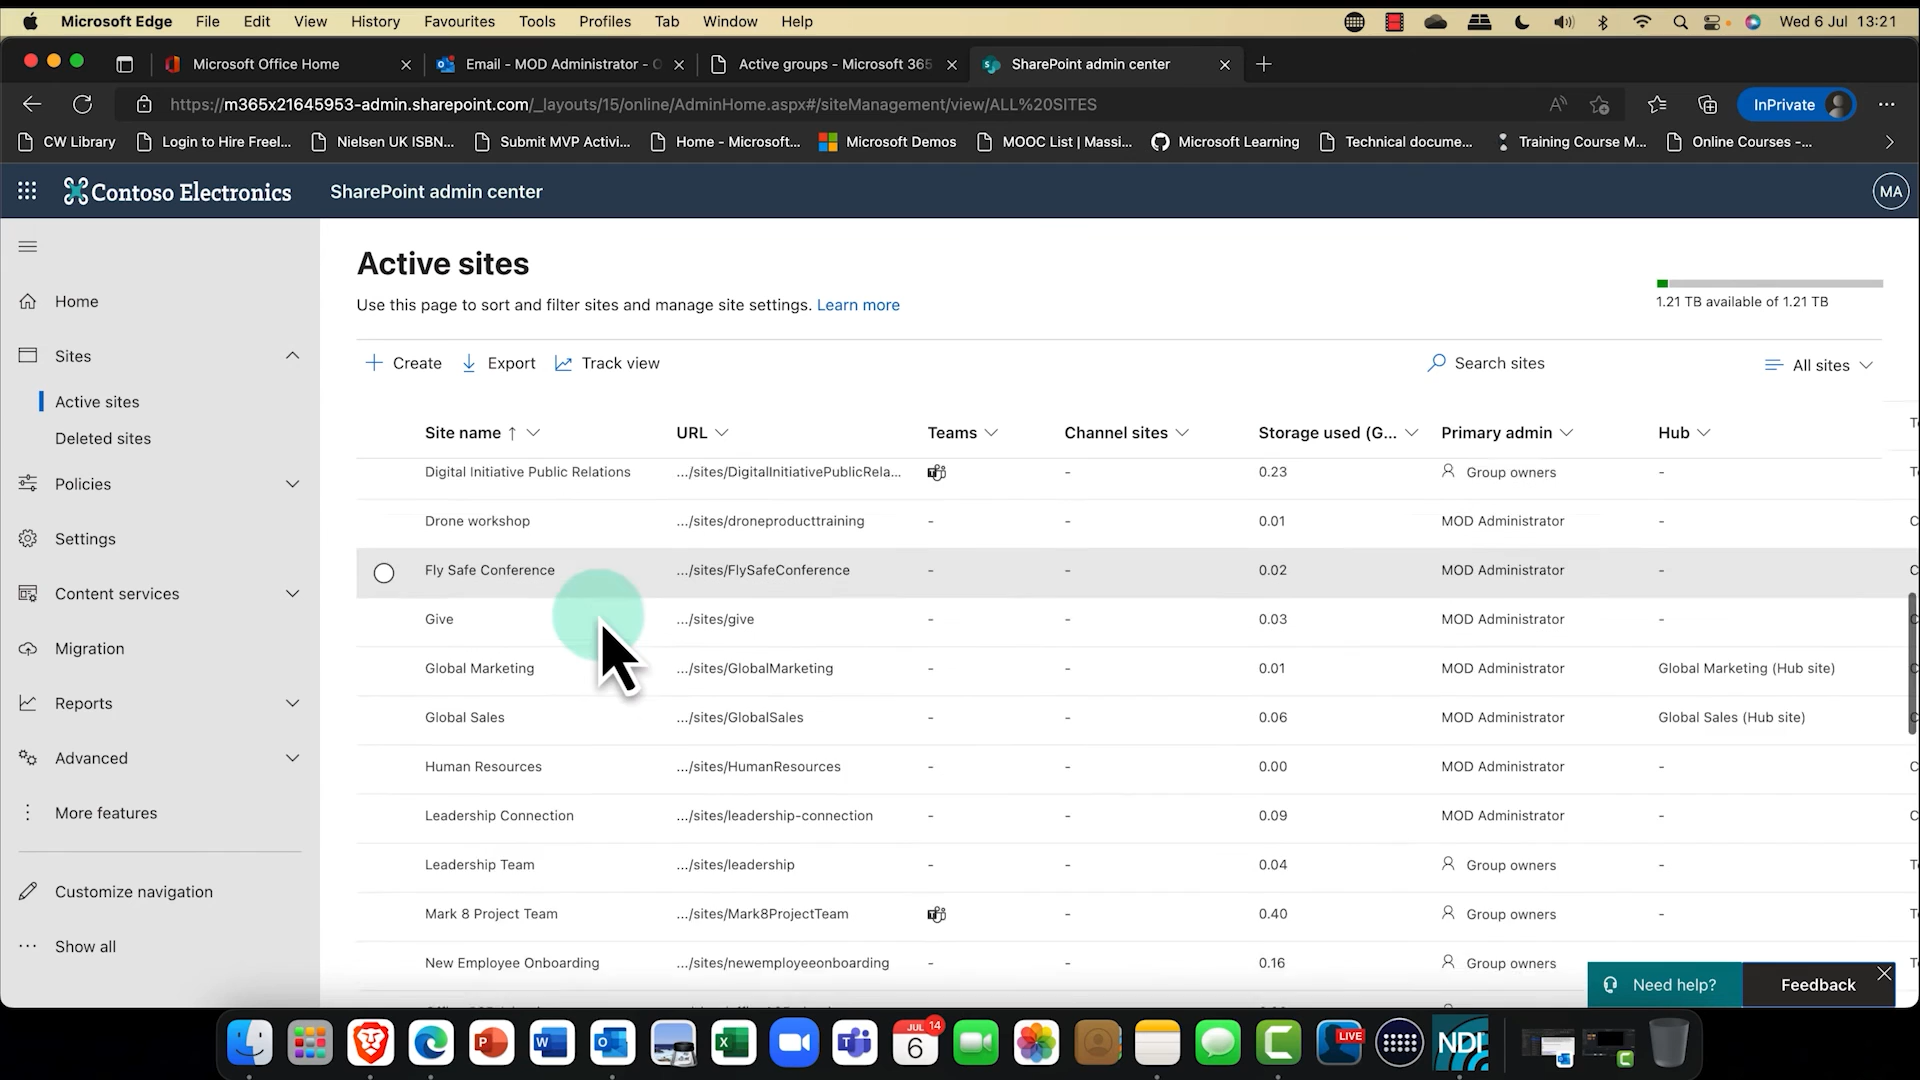 Microsoft Edge File Edit View History Favourites Tools Profiles Tab Window Help Wed 6 Jul 13:21
Microsoft Office Home Email - MOD Administrator - O Active groups - Microsoft 365 SharePoint admin center
https://m365x21645953-admin.sharepoint.com/_layouts/15/online/AdminHome.aspx#/siteManagement/view/ALL%20SITES InPrivate
CW Library Login to Hire Freel... Nielsen UK ISBN... Submit MVP Activi... Home - Microsoft... Microsoft Demos MOOC List | Massi... Microsoft Learning Technical docume... Training Course M... Online Courses -...
Contoso Electronics SharePoint admin center MA
Home
Sites
Active sites
Deleted sites
Policies
Settings
Content services
Migration
Reports
Advanced
More features
Customize navigation
Show all
Active sites
Use this page to sort and filter sites and manage site settings. Learn more
1.21 TB available of 1.21 TB
Create Export Track view Search sites All sites
Site name ↑ URL Teams Channel sites Storage used (G... Primary admin Hub
Digital Initiative Public Relations .../sites/DigitalInitiativePublicRela... - 0.23 Group owners -
Drone workshop .../sites/droneproducttraining - - 0.01 MOD Administrator -
Fly Safe Conference .../sites/FlySafeConference - - 0.02 MOD Administrator -
Give .../sites/give - - 0.03 MOD Administrator -
Global Marketing .../sites/GlobalMarketing - - 0.01 MOD Administrator Global Marketing (Hub site)
Global Sales .../sites/GlobalSales - - 0.06 MOD Administrator Global Sales (Hub site)
Human Resources .../sites/HumanResources - - 0.00 MOD Administrator -
Leadership Connection .../sites/leadership-connection - - 0.09 MOD Administrator -
Leadership Team .../sites/leadership - - 0.04 Group owners -
Mark 8 Project Team .../sites/Mark8ProjectTeam - 0.40 Group owners -
New Employee Onboarding .../sites/newemployeeonboarding - - 0.16 Group owners
Need help? Feedback
JUL 14
6
LIVE
NDI